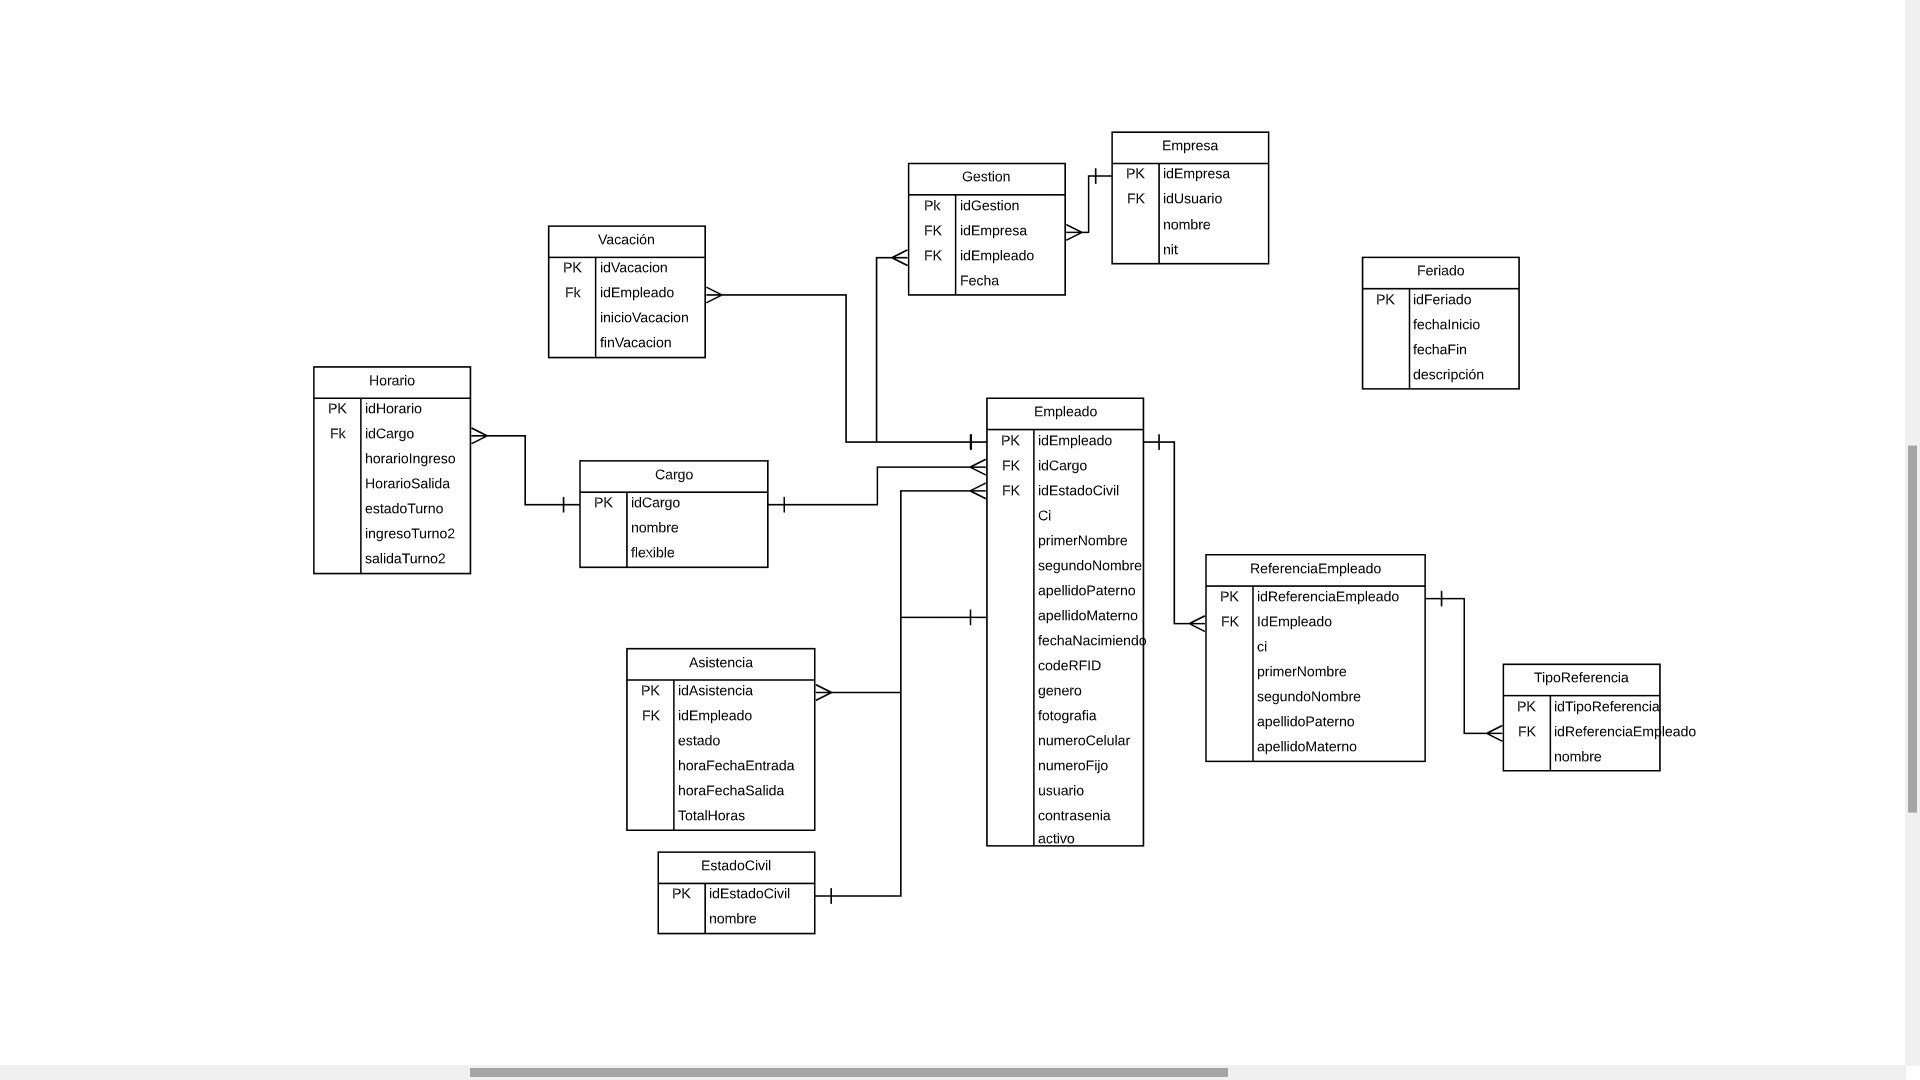 Empresa
PK idEmpresa
FK idUsuario
nombre
nit
Gestion
Pk idGestion
FK idEmpresa
FK idEmpleado
Fecha
Vacación
PK idVacacion
Fk idEmpleado
inicioVacacion
finVacacion
Feriado
PK idFeriado
fechaInicio
fechaFin
descripción
Horario
PK idHorario
Fk idCargo
horarioIngreso
HorarioSalida
estadoTurno
ingresoTurno2
salidaTurno2
Cargo
PK idCargo
nombre
flexible
Empleado
PK idEmpleado
FK idCargo
FK idEstadoCivil
Ci
primerNombre
segundoNombre
apellidoPaterno
apellidoMaterno
fechaNacimiendo
codeRFID
genero
fotografia
numeroCelular
numeroFijo
usuario
contrasenia
activo
ReferenciaEmpleado
PK idReferenciaEmpleado
FK IdEmpleado
ci
primerNombre
segundoNombre
apellidoPaterno
apellidoMaterno
TipoReferencia
PK idTipoReferencia
FK idReferenciaEmpleado
nombre
Asistencia
PK idAsistencia
FK idEmpleado
estado
horaFechaEntrada
horaFechaSalida
TotalHoras
EstadoCivil
PK idEstadoCivil
nombre